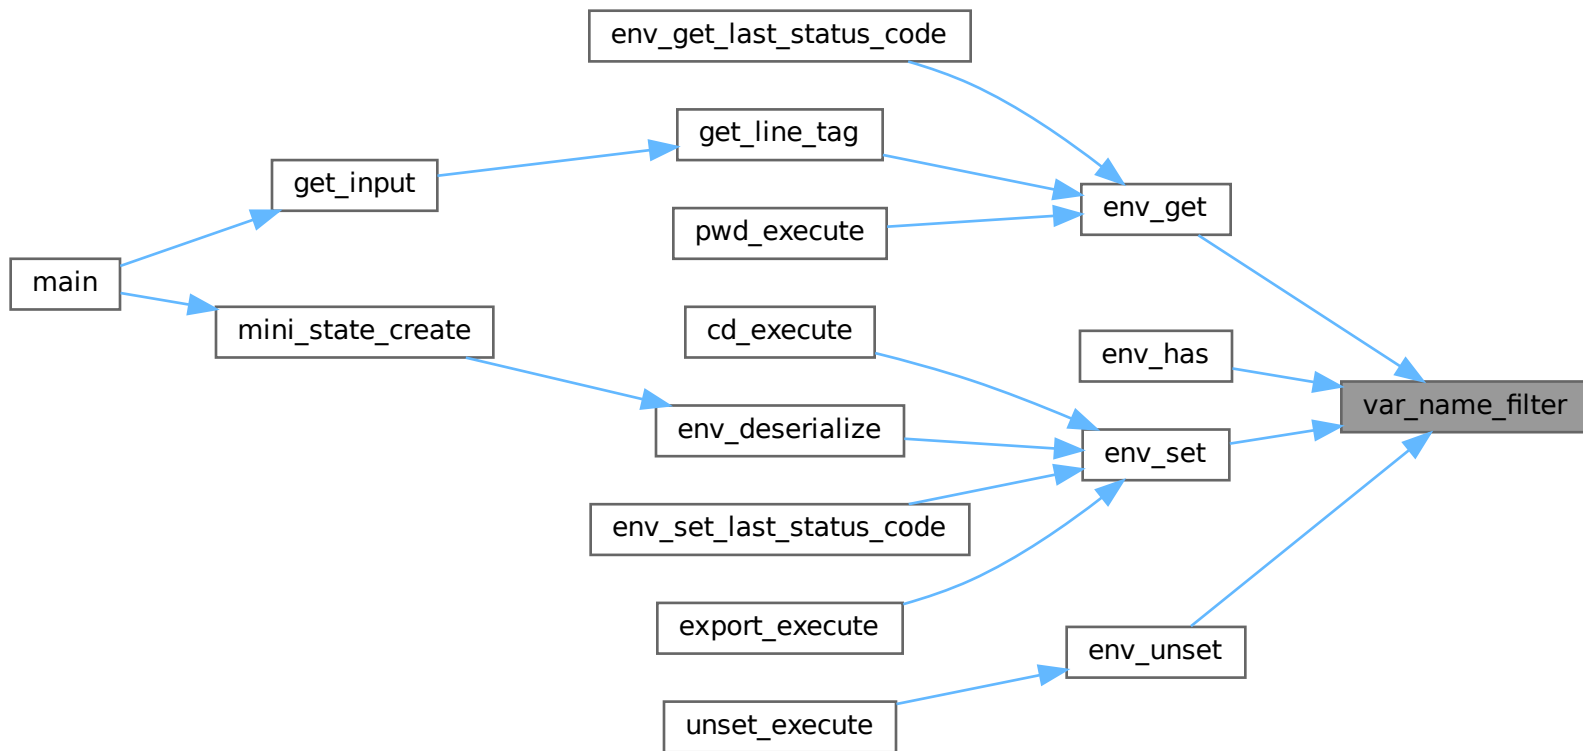 env_get_last_status_code
get_line_tag
get_input
env_get
pwd_execute
main
mini_state_create
cd_execute
env_has
var_name_filter
env_deserialize
env_set
env_set_last_status_code
export_execute
env_unset
unset_execute